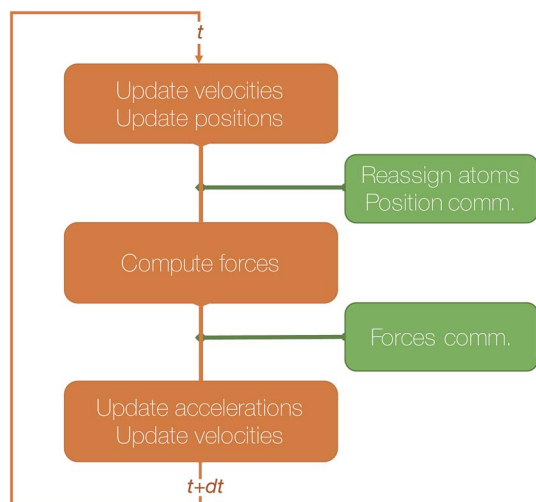 t
Update velocities
Update positions
Reassign atoms
Position comm.
Compute forces
Forces comm.
Update accelerations
Update velocities
t+dt